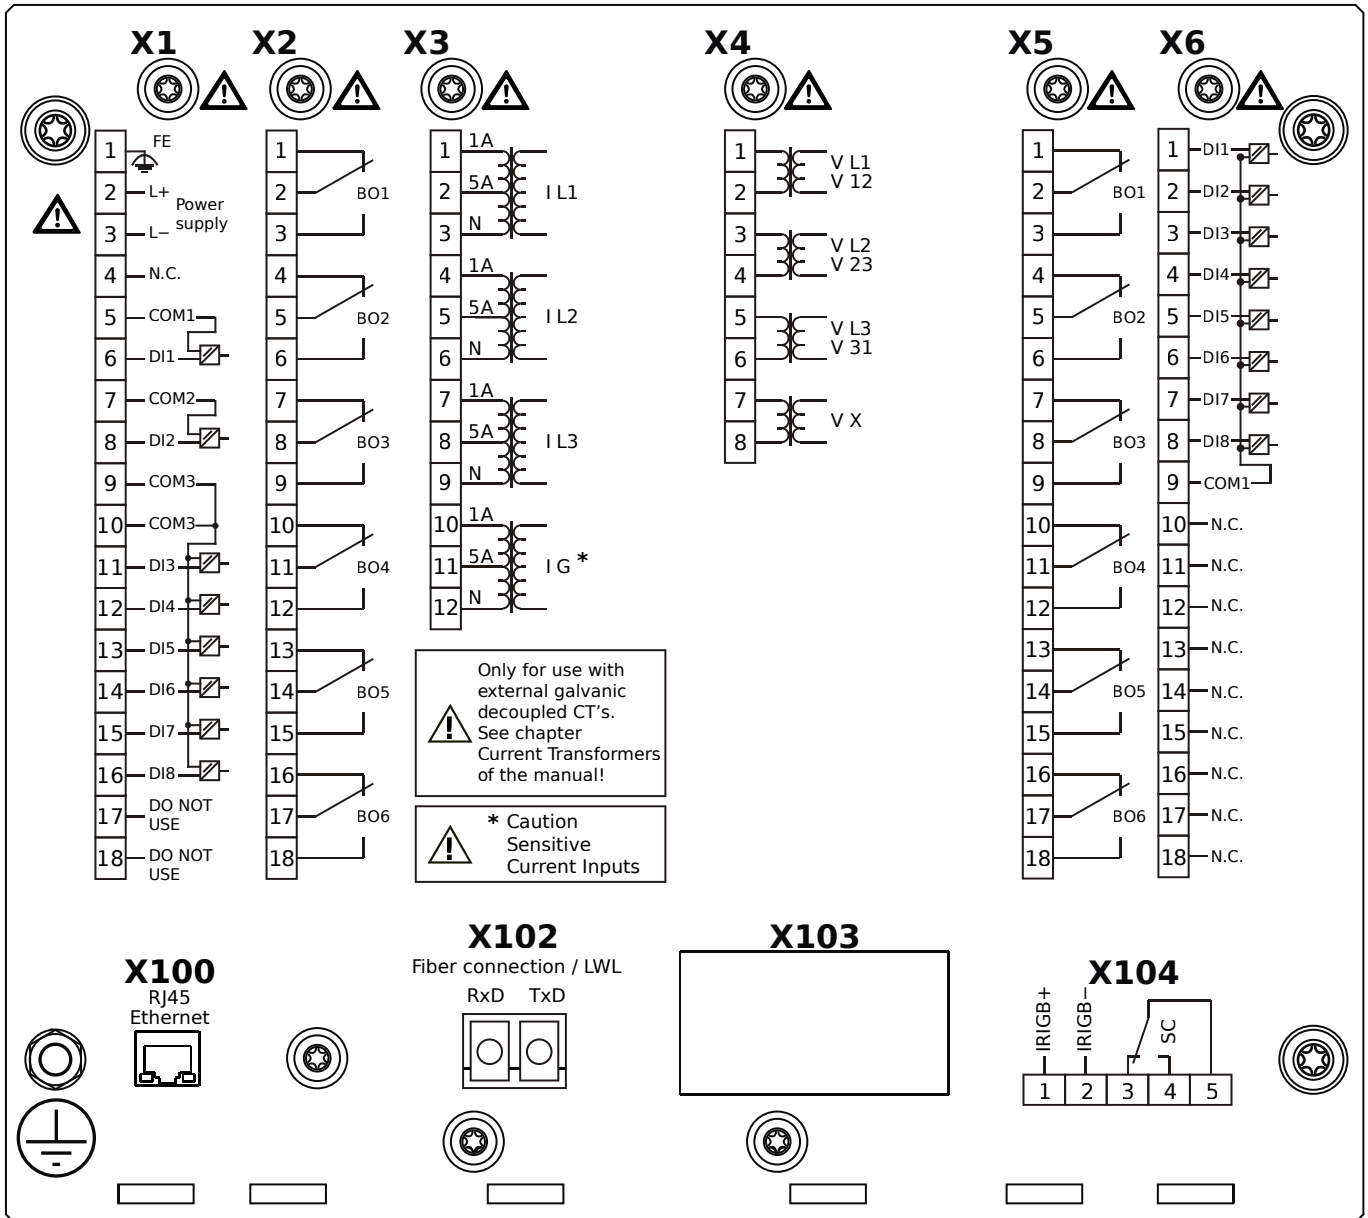 X1
X2
X3
X4
X5
X6
1 FE
2 L+
Power
supply
3 L−
4 N.C.
5 COM1
6 DI1
7 COM2
8 DI2
9 COM3
10 COM3
11 DI3
12 DI4
13 DI5
14 DI6
15 DI7
16 DI8
17 DO NOT
USE
18 DO NOT
USE
1
2 BO1
3
4
5 BO2
6
7
8 BO3
9
10
11 BO4
12
13
14 BO5
15
16
17 BO6
18
1 1A
2 5A I L1
3 N
4 1A
5 5A I L2
6 N
7 1A
8 5A I L3
9 N
10 1A
11 5A I G *
12 N
Only for use with
external galvanic
decoupled CT's.
See chapter
Current Transformers
of the manual!
* Caution
Sensitive
Current Inputs
1 V L1
2 V 12
3 V L2
4 V 23
5 V L3
6 V 31
7 V X
8
1
2 BO1
3
4
5 BO2
6
7
8 BO3
9
10
11 BO4
12
13
14 BO5
15
16
17 BO6
18
1 DI1
2 DI2
3 DI3
4 DI4
5 DI5
6 DI6
7 DI7
8 DI8
9 COM1
10 N.C.
11 N.C.
12 N.C.
13 N.C.
14 N.C.
15 N.C.
16 N.C.
17 N.C.
18 N.C.
X100
RJ45
Ethernet
X102
Fiber connection / LWL
RxD TxD
X103
X104
IRIGB+
IRIGB−
SC
1 2 3 4 5